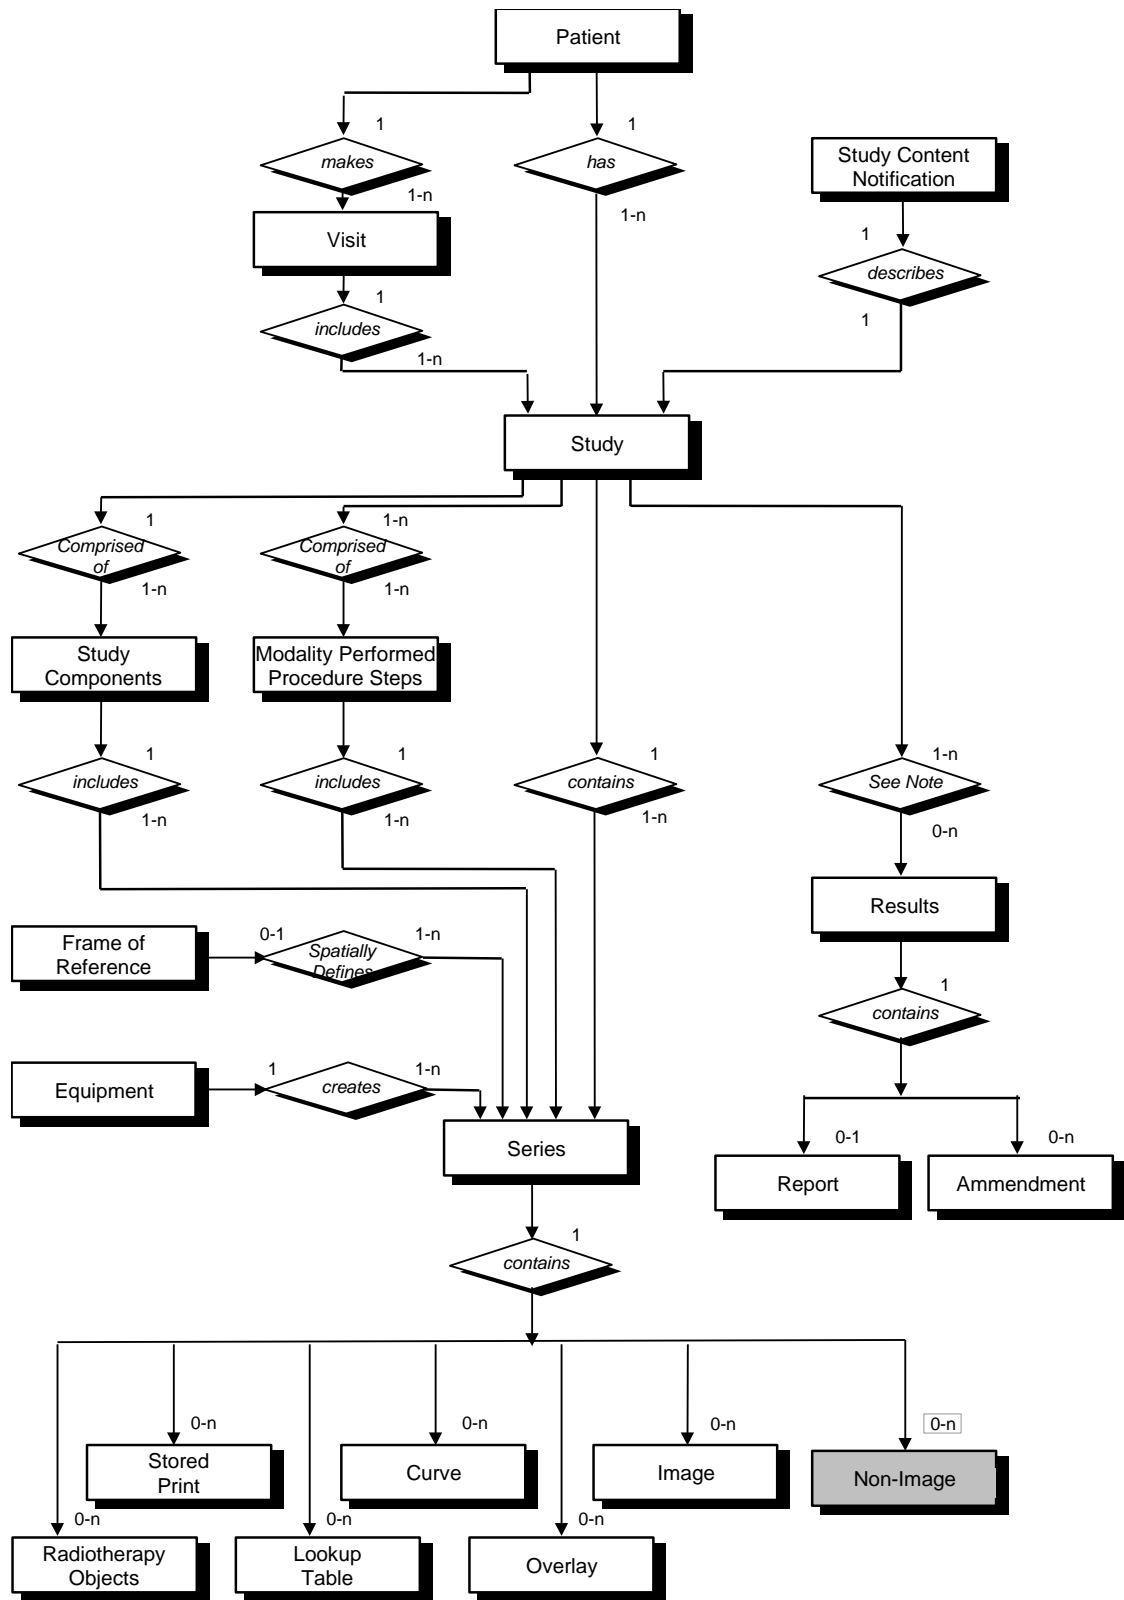 Patient
1
1
makes
has
Study Content
Notification
1-n
1-n
Visit
1
describes
1
1
includes
1-n
Study
1
1-n
Comprised
of
Comprised
of
1-n
1-n
Study
Components
Modality Performed
Procedure Steps
1
1
1
1-n
includes
includes
contains
See Note
1-n
1-n
1-n
0-n
Results
Frame of
Reference
0-1
Spatially
Defines
1-n
1
contains
Equipment
1
creates
1-n
0-1
0-n
Series
Report
Ammendment
1
contains
0-n
0-n
0-n
0-n
Stored
Print
Curve
Image
Non-Image
0-n
0-n
0-n
Radiotherapy
Objects
Lookup
Table
Overlay